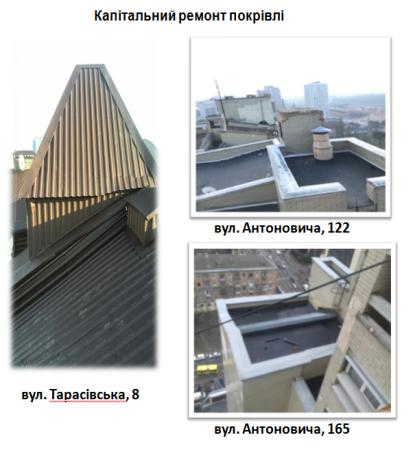 Капітальний ремонт покрівлі
вул. Антоновича, 122
вул. Тарасівська, 8
вул. Антоновича, 165